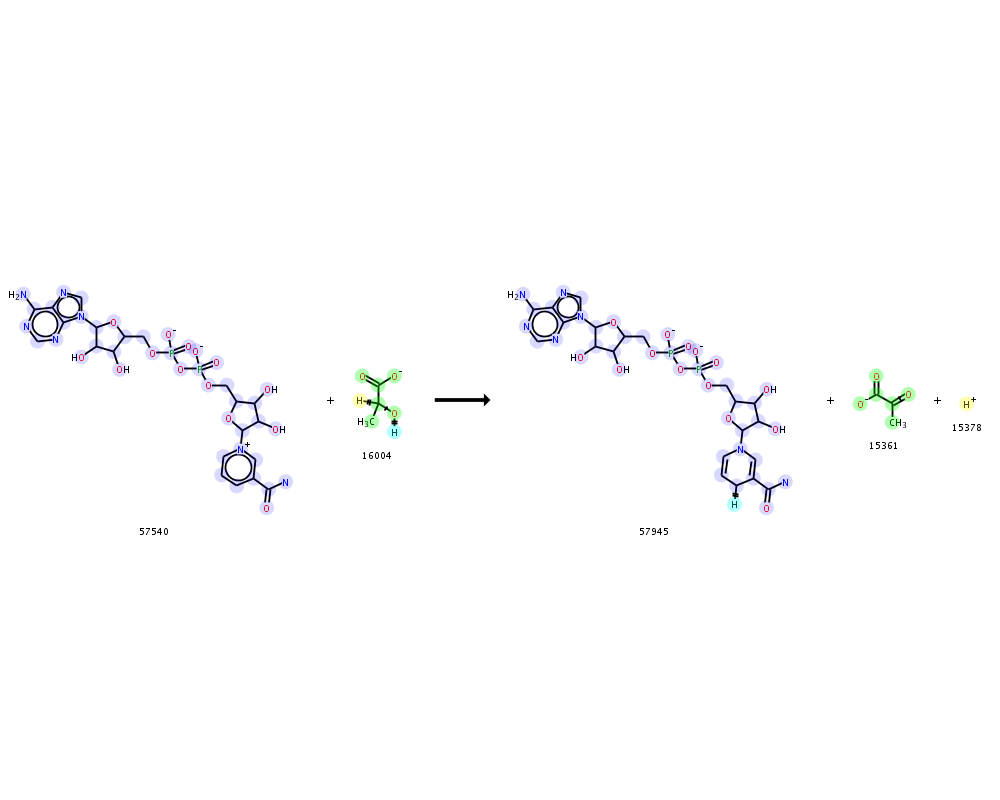 H₂N N N N N O OH HO O⁻ O P O O⁻ P O O O OH OH N⁺ N O
57540
+
O O⁻ H O H₃C H
16004
H₂N N N N N O OH HO O⁻ O P O O⁻ P O O O OH OH N N O H
57945
+
O O⁻ O CH₃
15361
+
H⁺
15378